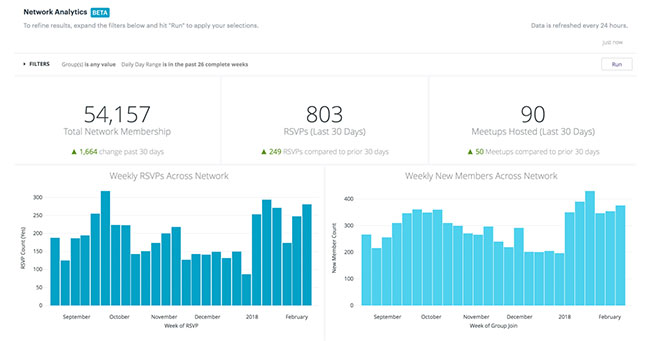 Network Analytics BETA
To refine results, expand the filters below and hit "Run" to apply your selections.
Data is refreshed every 24 hours.
just now
FILTERS Group(s) is any value Daily Day Range is in the past 26 complete weeks Run
54,157
Total Network Membership
▲ 1,664 change past 30 days
803
RSVPs (Last 30 Days)
▲ 249 RSVPs compared to prior 30 days
90
Meetups Hosted (Last 30 Days)
▲ 50 Meetups compared to prior 30 days
Weekly RSVPs Across Network
RSVP Count (Yes)
300
250
200
150
100
50
0
September October November December 2018 February
Week of RSVP
Weekly New Members Across Network
New Member Count
400
300
200
100
0
September October November December 2018 February
Week of Group Join